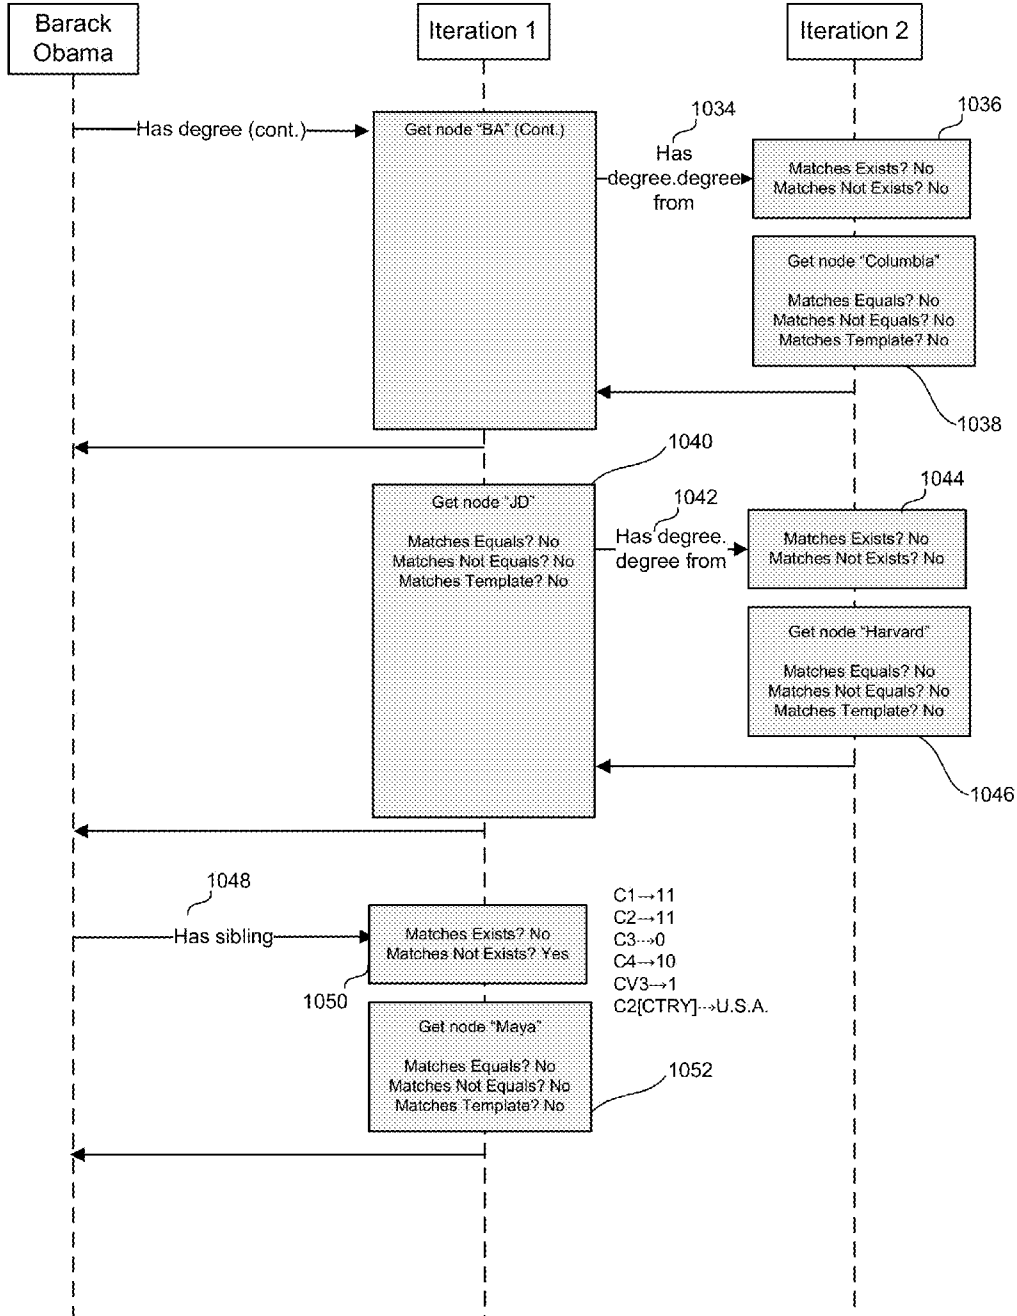 Barack
Obama
Iteration 1
Iteration 2
Has degree (cont.)
Get node “BA” (Cont.)
1034
Has
degree.degree
from
1036
Matches Exists? No
Matches Not Exists? No
Get node “Columbia”
Matches Equals? No
Matches Not Equals? No
Matches Template? No
1038
1040
Get node “JD”
Matches Equals? No
Matches Not Equals? No
Matches Template? No
1042
Has degree.
degree from
1044
Matches Exists? No
Matches Not Exists? No
Get node “Harvard”
Matches Equals? No
Matches Not Equals? No
Matches Template? No
1046
1048
Has sibling
Matches Exists? No
Matches Not Exists? Yes
1050
C1→11
C2→11
C3→0
C4→10
CV3→1
C2[CTRY]→U.S.A.
Get node “Maya”
Matches Equals? No
Matches Not Equals? No
Matches Template? No
1052